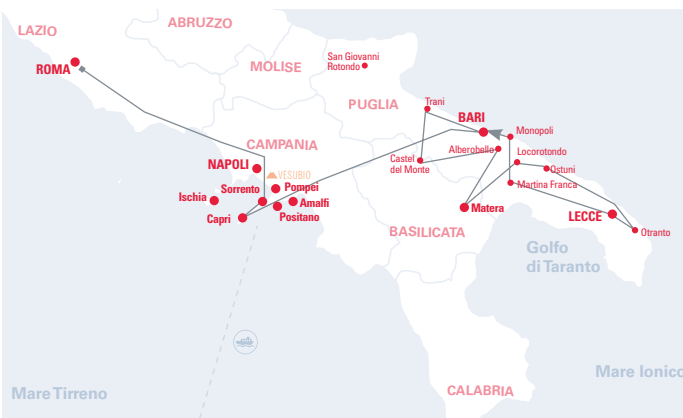 ABRUZZO
LAZIO
ROMA
MOLISE
San Giovanni
Rotondo
PUGLIA
Trani
BARI
Monopoli
CAMPANIA
Alberobello
Locorotondo
Castel
del Monte
NAPOLI
VESUBIO
Ostuni
Pompei
Martina Franca
Sorrento
Ischia
Amalfi
Capri
Positano
Matera
LECCE
BASILICATA
Otranto
Golfo
di Taranto
Mare Ionico
Mare Tirreno
CALABRIA